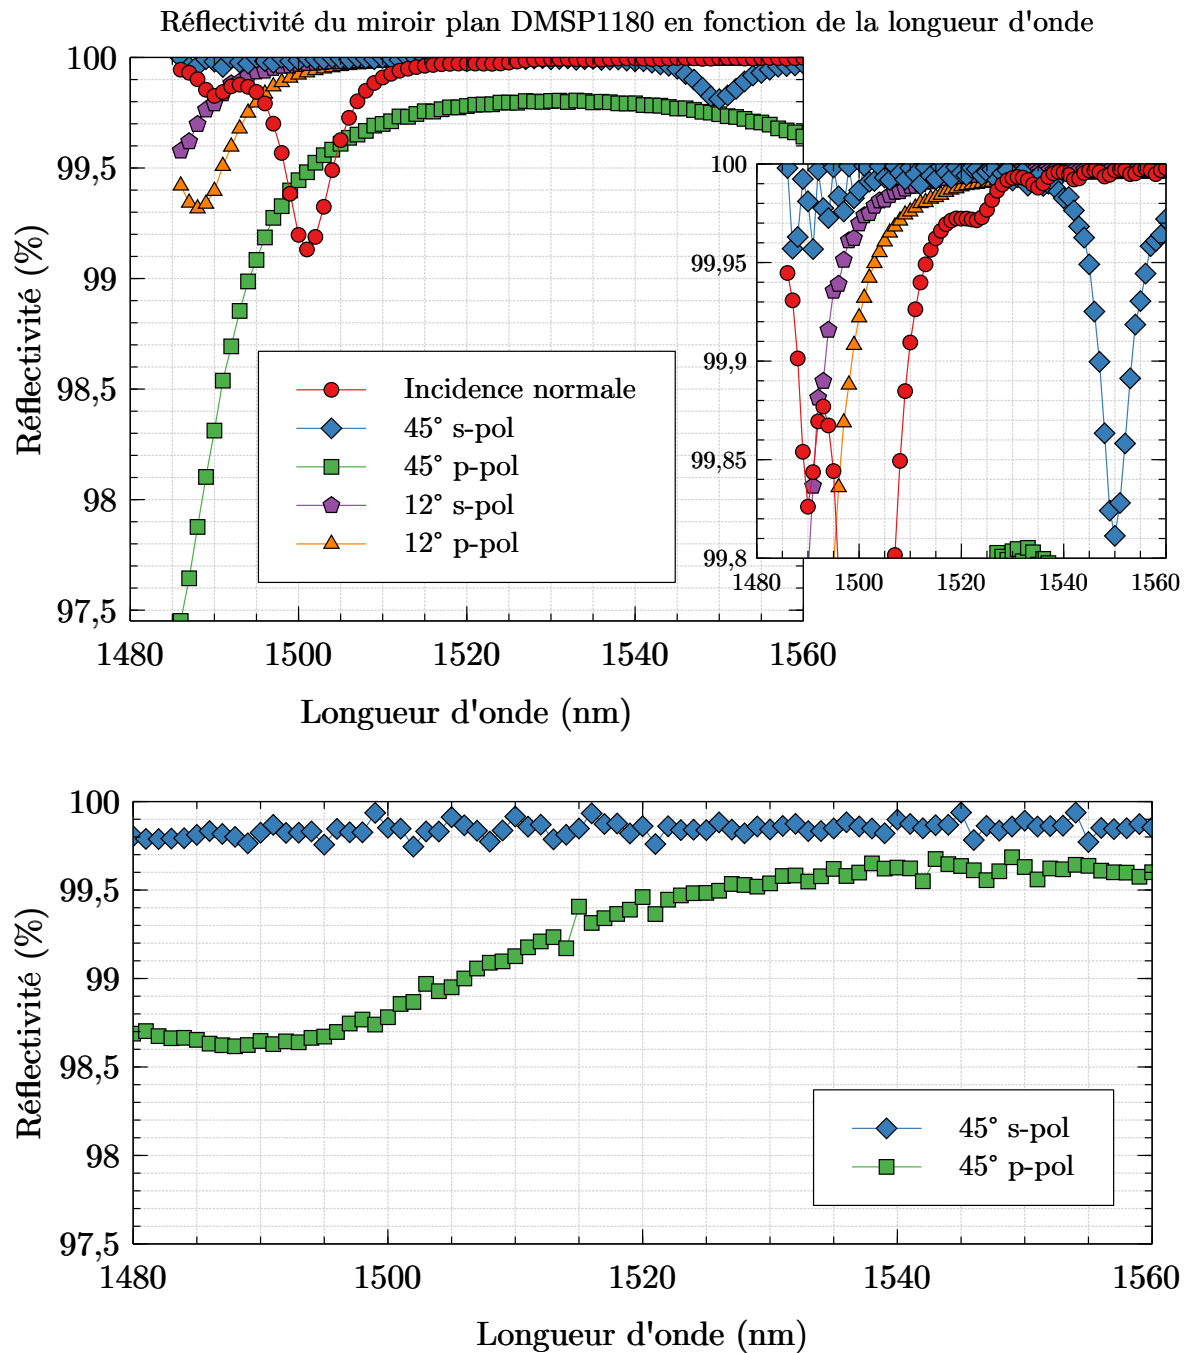 Réflectivité du miroir plan DMSP1180 en fonction de la longueur d'onde
100
99,5
99
98,5
98
97,5
Réflectivité (%)
1480 1500 1520 1540 1560
Longueur d'onde (nm)
Incidence normale
45° s-pol
45° p-pol
12° s-pol
12° p-pol
100
99,95
99,9
99,85
99,8
1480 1500 1520 1540 1560
100
99,5
99
98,5
98
97,5
Réflectivité (%)
45° s-pol
45° p-pol
1480 1500 1520 1540 1560
Longueur d'onde (nm)